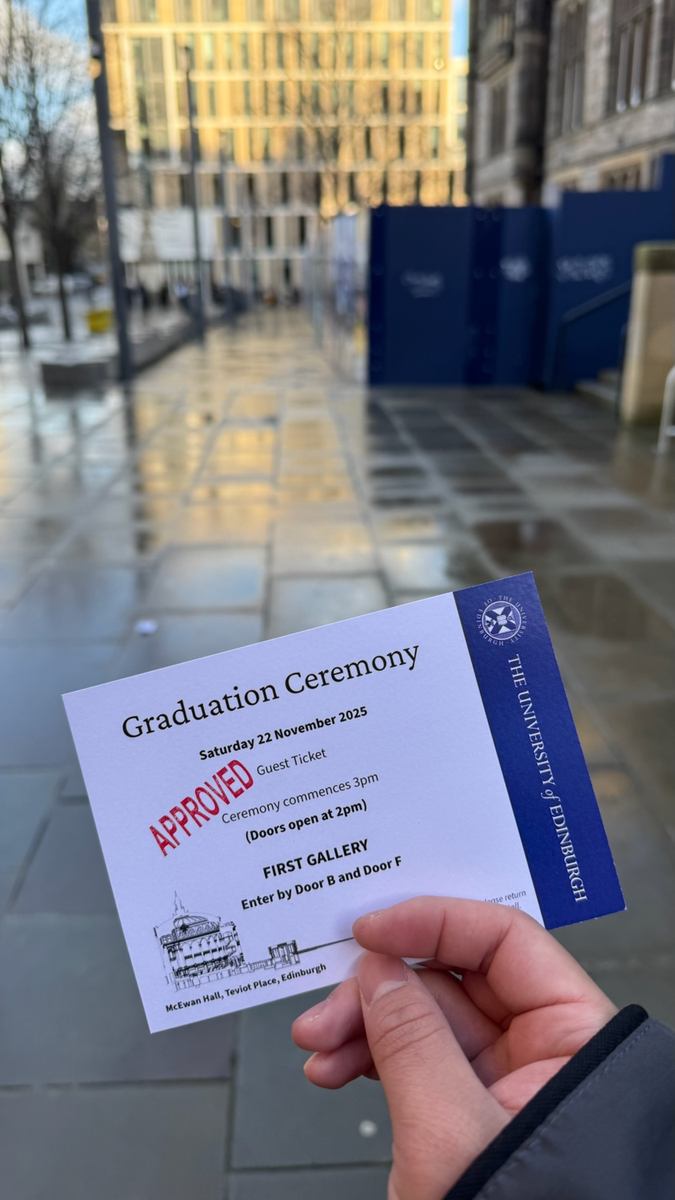 Graduation Ceremony
Saturday 22 November 2025
Guest Ticket
APPROVED
Ceremony commences 3pm
(Doors open at 2pm)
FIRST GALLERY
Enter by Door B and Door F
return
McEwan Hall, Teviot Place, Edinburgh
THE UNIVERSITY of EDINBURGH